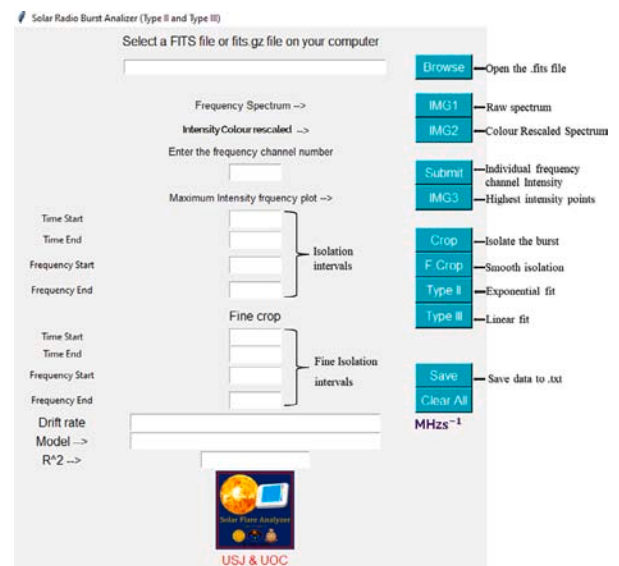 Solar Radio Burst Analizer (Type II and Type III)
Select a FITS file or fits.gz file on your computer
Browse Open the .fits file
Frequency Spectrum --> IMG1 Raw spectrum
Intensity Colour rescaled --> IMG2 Colour Rescaled Spectrum
Enter the frequency channel number
Submit Individual frequency
channel Intensity
Maximum Intensity frquency plot --> IMG3 Highest intensity points
Time Start
Time End Crop Isolate the burst
Isolation
Frequency Start intervals F.Crop Smooth isolation
Frequency End Type II Exponential fit
Fine crop Type III Linear fit
Time Start
Time End
Fine Isolation
Frequency Start intervals Save Save data to .txt
Frequency End Clear All
Drift rate MHzs⁻¹
Model -->
R^2 -->
Solar Flare Analyzer
USJ & UOC